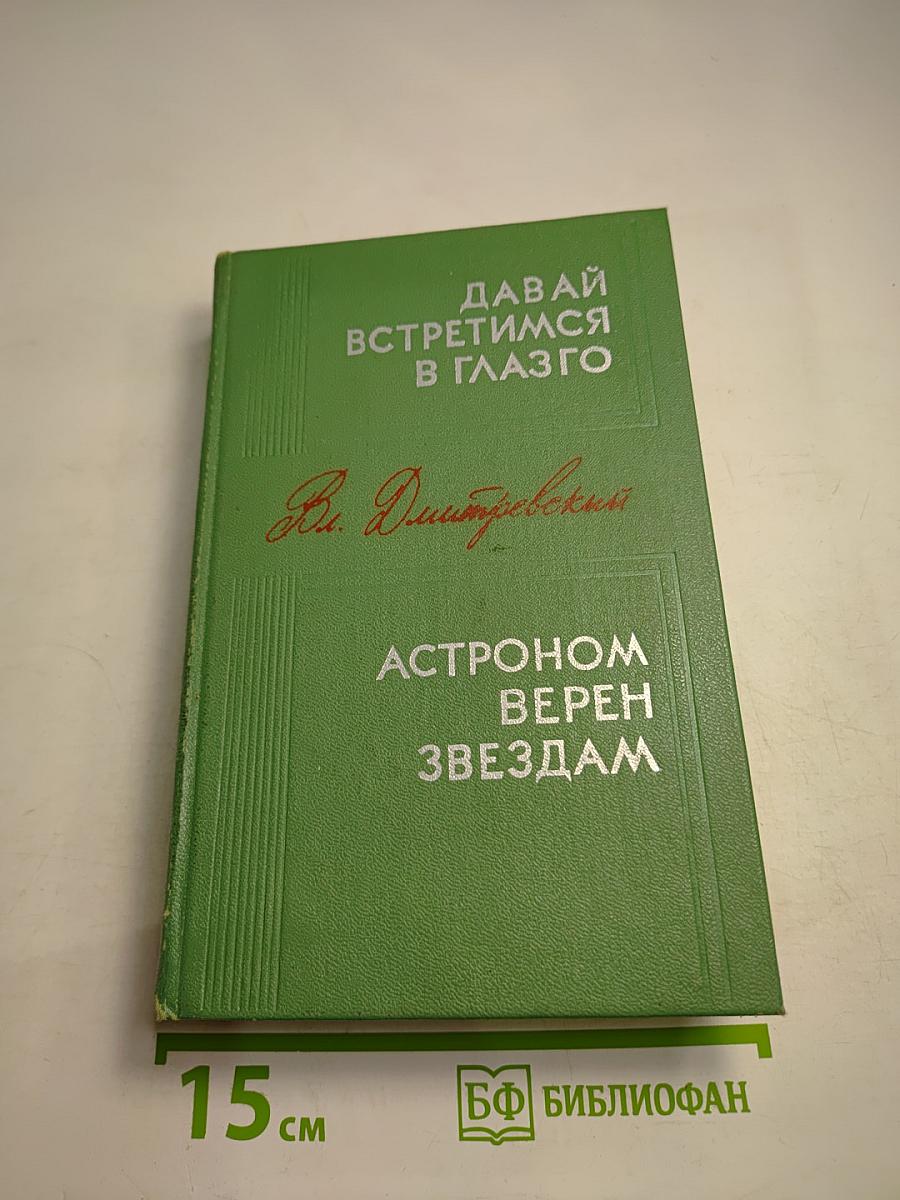 ДАВАЙ
ВСТРЕТИМСЯ
В ГЛАЗГО
Вл. Дмитревский
АСТРОНОМ
ВЕРЕН
ЗВЕЗДАМ
15 см
БФ БИБЛИОФАН